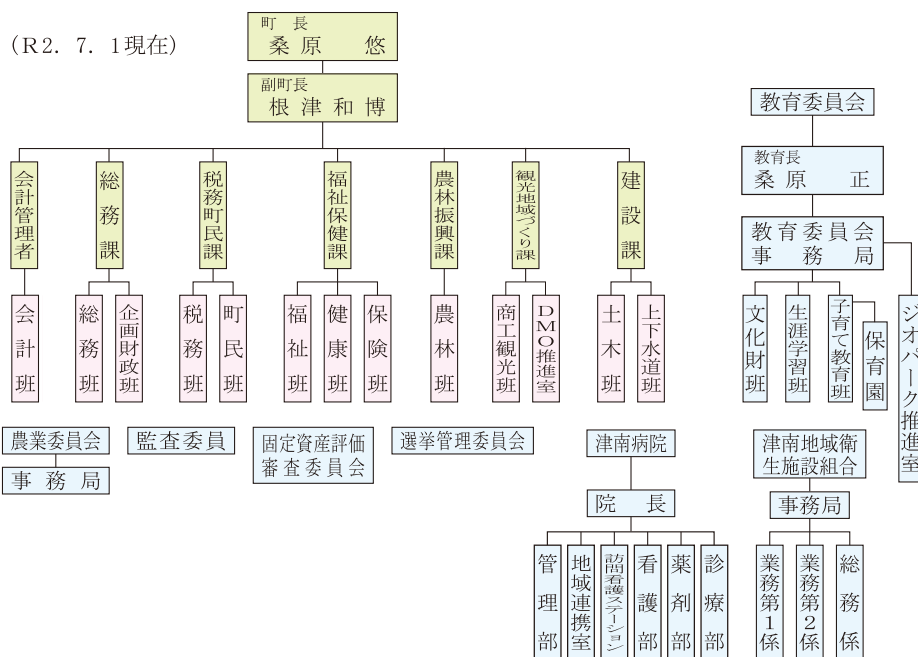 (R2. 7. 1現在)
町 長
桑 原　　悠
副町長
根 津 和 博
会計管理者
総務課
税務町民課
福祉保健課
農林振興課
観光地域づくり課
建設課
会計班
総務班
企画財政班
税務班
町民班
福祉班
健康班
保険班
農林班
商工観光班
DMO推進室
土木班
上下水道班
教育委員会
教育長
桑 原　　正
教育委員会
事 務 局
文化財班
生涯学習班
子育て教育班
保育園
ジオパーク推進室
農業委員会
事 務 局
監査委員
固定資産評価
審査委員会
選挙管理委員会
津南病院
院　長
管理部
地域連携室
訪問看護ステーション
看護部
薬剤部
診療部
津南地域衛
生施設組合
事務局
業務第1係
業務第2係
総務係